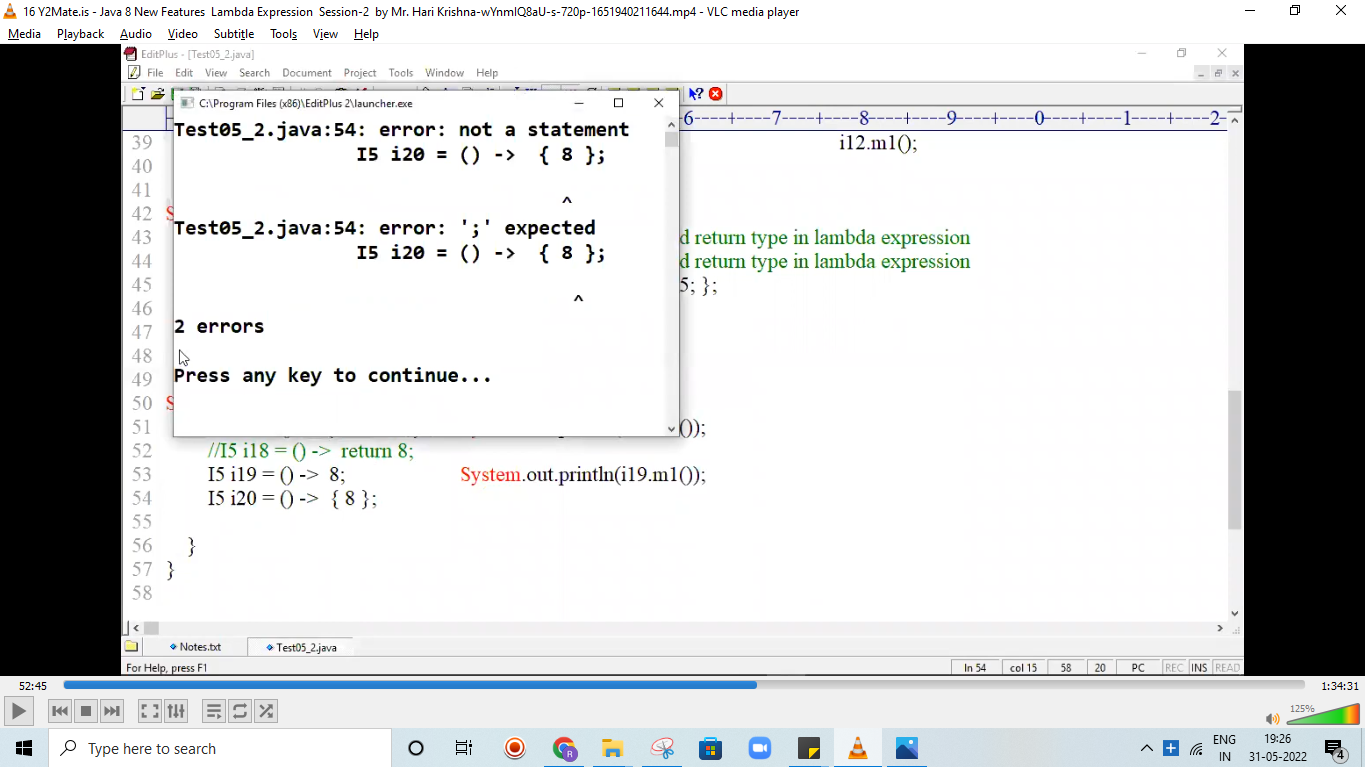 16 Y2Mate.is - Java 8 New Features Lambda Expression Session-2 by Mr. Hari Krishna-wYnmlQ8aU-s-720p-1651940211644.mp4 - VLC media player
Media Playback Audio Video Subtitle Tools View Help
EditPlus - [Test05_2.java]
File Edit View Search Document Project Tools Window Help
C:\Program Files (x86)\EditPlus 2\launcher.exe
-6----+----7----+----8----+----9----+----0----+----1----+----2-
Test05_2.java:54: error: not a statement
I5 i20 = () -> { 8 };
^
Test05_2.java:54: error: ';' expected
I5 i20 = () -> { 8 };
^
2 errors
Press any key to continue...
39 i12.m1();
40
41
42 S
43 d return type in lambda expression
44 d return type in lambda expression
45 5; };
46
47
48
49
50 S
51 ());
52 //I5 i18 = () -> return 8;
53 I5 i19 = () -> 8; System.out.println(i19.m1());
54 I5 i20 = () -> { 8 };
55
56 }
57 }
58
Notes.txt Test05_2.java
For Help, press F1 ln 54 col 15 58 20 PC REC INS READ
52:45 1:34:31
125%
Type here to search
R
ENG 19:26
IN 31-05-2022 4